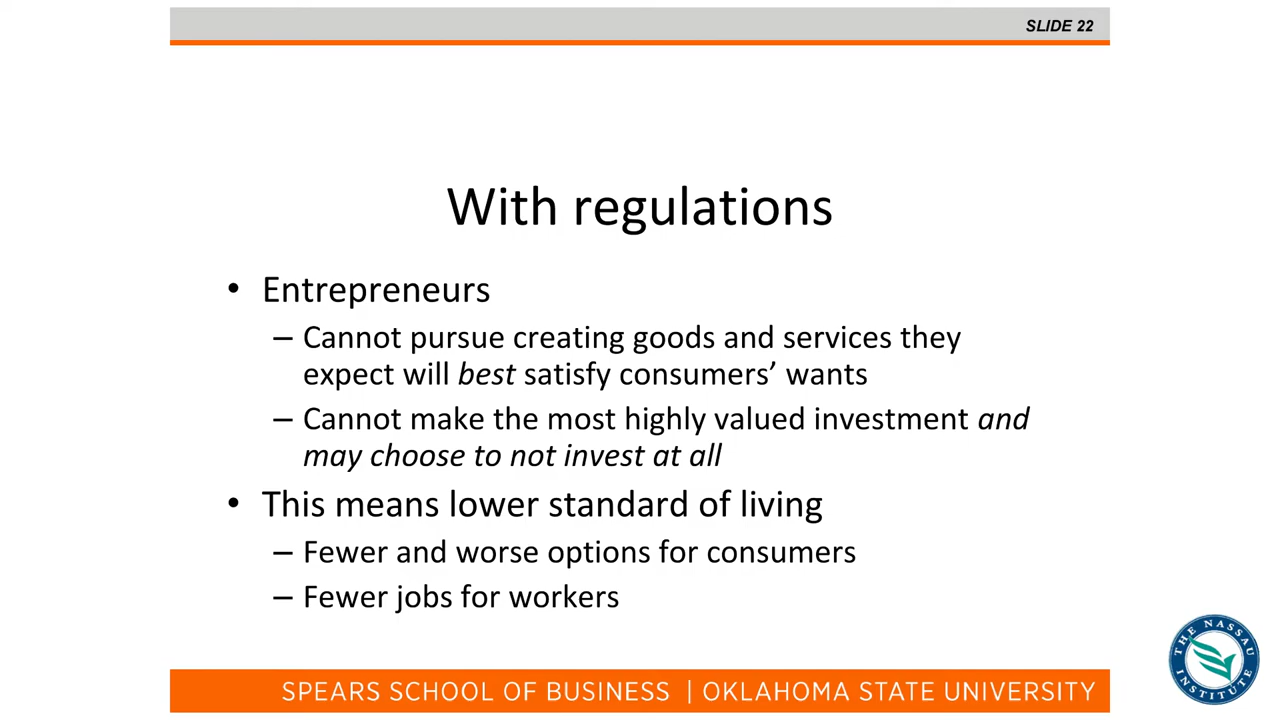 SLIDE 22
With regulations
• Entrepreneurs
– Cannot pursue creating goods and services they
expect will best satisfy consumers’ wants
– Cannot make the most highly valued investment and
may choose to not invest at all
• This means lower standard of living
– Fewer and worse options for consumers
– Fewer jobs for workers
THE NASSAU INSTITUTE
SPEARS SCHOOL OF BUSINESS | OKLAHOMA STATE UNIVERSITY